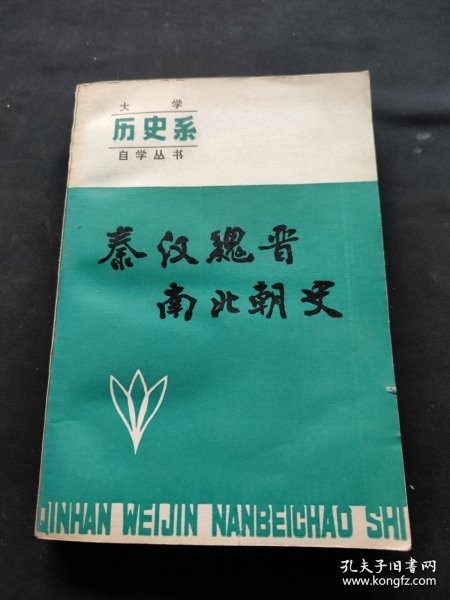 大 学
历史系
自学丛书
秦汉魏晋
南北朝史
QINHAN WEIJIN NANBEICHAO SHI
孔夫子旧书网
www.kongfz.com